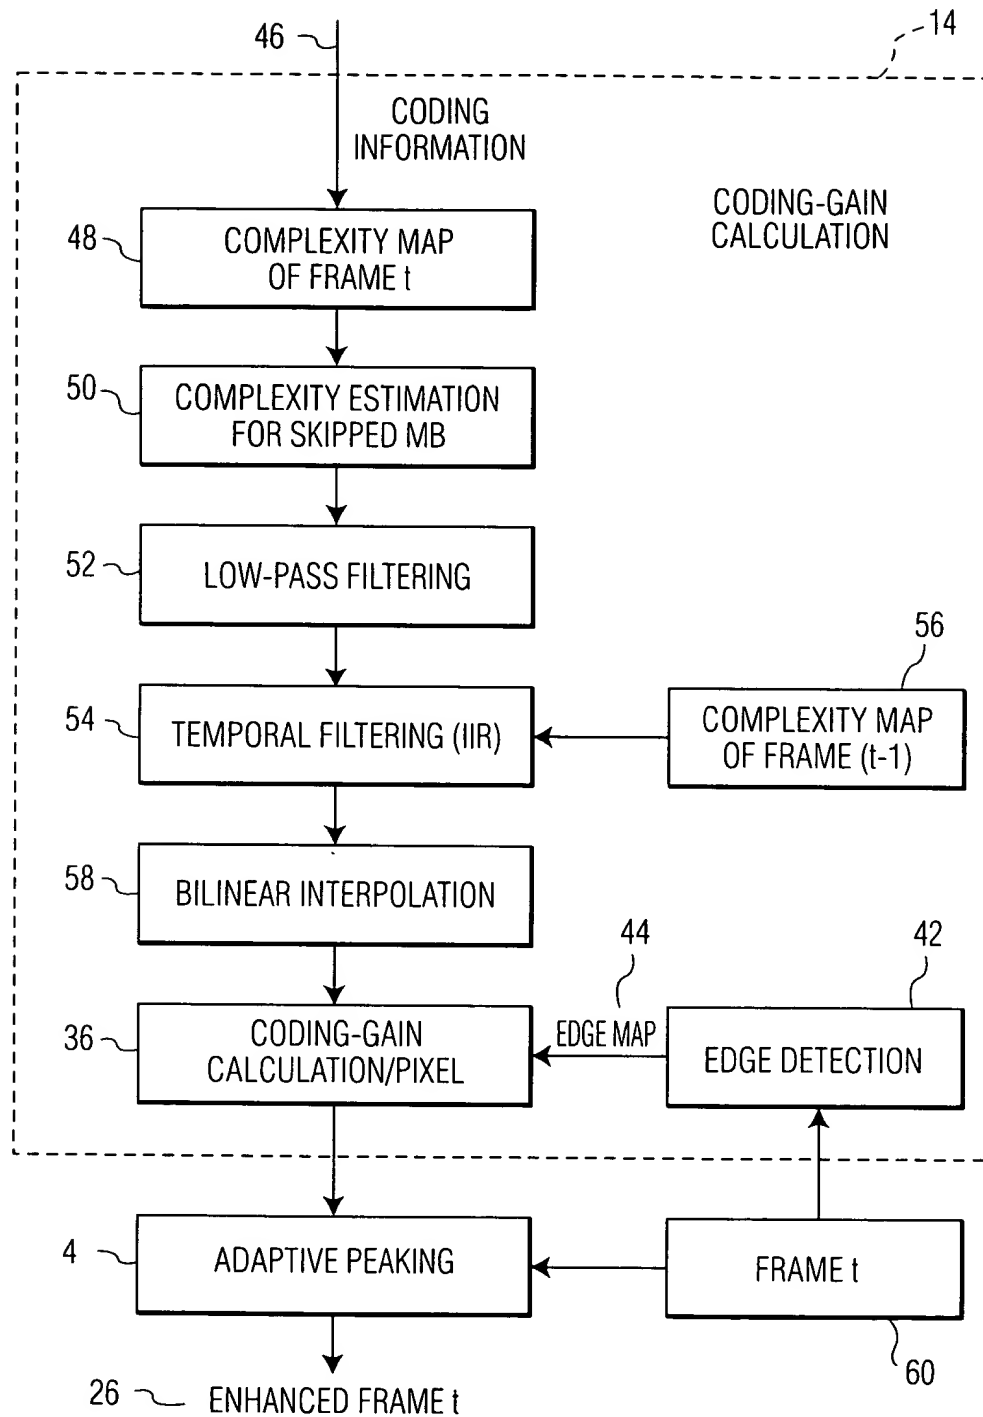 46
14
CODING
INFORMATION
CODING-GAIN
CALCULATION
48
COMPLEXITY MAP
OF FRAME t
50
COMPLEXITY ESTIMATION
FOR SKIPPED MB
52
LOW-PASS FILTERING
56
54
TEMPORAL FILTERING (IIR)
COMPLEXITY MAP
OF FRAME (t-1)
58
BILINEAR INTERPOLATION
44
42
36
CODING-GAIN
CALCULATION/PIXEL
EDGE MAP
EDGE DETECTION
4
ADAPTIVE PEAKING
FRAME t
60
26
ENHANCED FRAME t